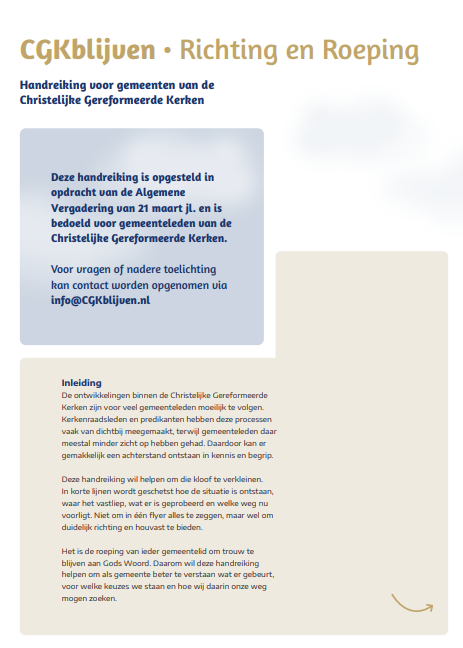 CGKblijven • Richting en Roeping
Handreiking voor gemeenten van de
Christelijke Gereformeerde Kerken
Deze handreiking is opgesteld in
opdracht van de Algemene
Vergadering van 21 maart jl. en is
bedoeld voor gemeenteleden van de
Christelijke Gereformeerde Kerken.
Voor vragen of nadere toelichting
kan contact worden opgenomen via
info@CGKblijven.nl
Inleiding
De ontwikkelingen binnen de Christelijke Gereformeerde
Kerken zijn voor veel gemeenteleden moeilijk te volgen.
Kerkenraadsleden en predikanten hebben deze processen
vaak van dichtbij meegemaakt, terwijl gemeenteleden daar
meestal minder zicht op hebben gehad. Daardoor kan er
gemakkelijk een achterstand ontstaan in kennis en begrip.
Deze handreiking wil helpen om die kloof te verkleinen.
In korte lijnen wordt geschetst hoe de situatie is ontstaan,
waar het vastliep, wat er is geprobeerd en welke weg nu
voorligt. Niet om in één flyer alles te zeggen, maar wel om
duidelijk richting en houvast te bieden.
Het is de roeping van ieder gemeentelid om trouw te
blijven aan Gods Woord. Daarom wil deze handreiking
helpen om als gemeente beter te verstaan wat er gebeurt,
voor welke keuzes we staan en hoe wij daarin onze weg
mogen zoeken.